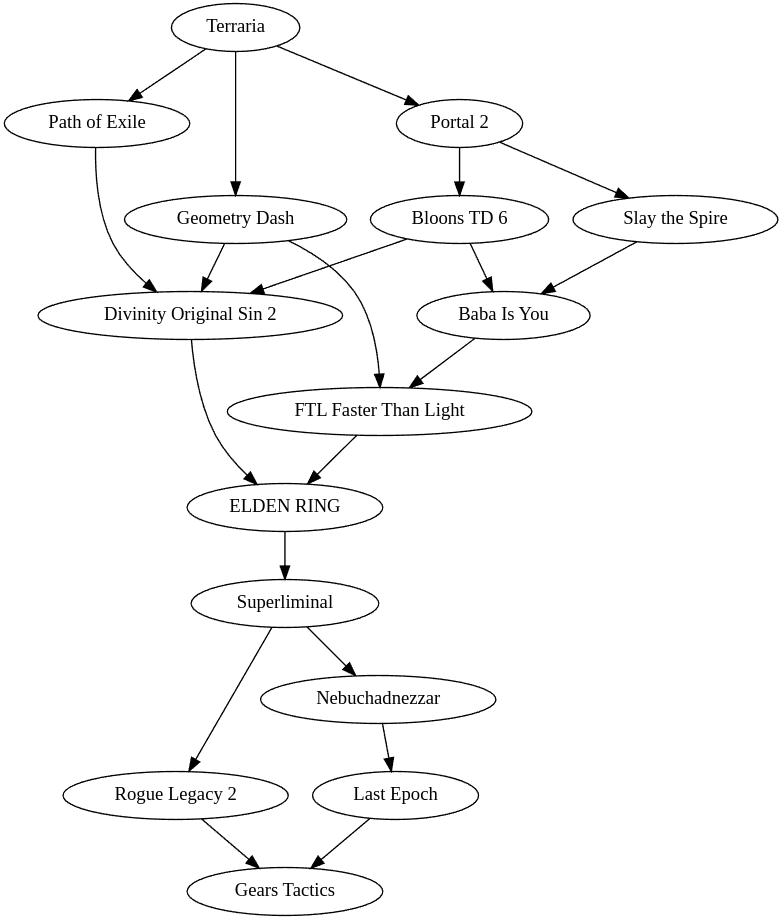 Terraria
Path of Exile
Portal 2
Geometry Dash
Bloons TD 6
Slay the Spire
Divinity Original Sin 2
Baba Is You
FTL Faster Than Light
ELDEN RING
Superliminal
Nebuchadnezzar
Rogue Legacy 2
Last Epoch
Gears Tactics